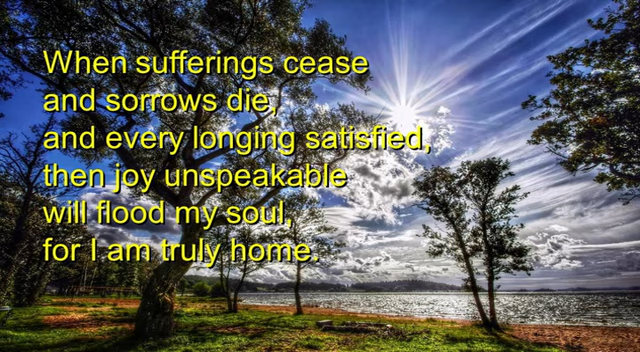 When sufferings cease
and sorrows die,
and every longing satisfied,
then joy unspeakable
will flood my soul,
for I am truly home.